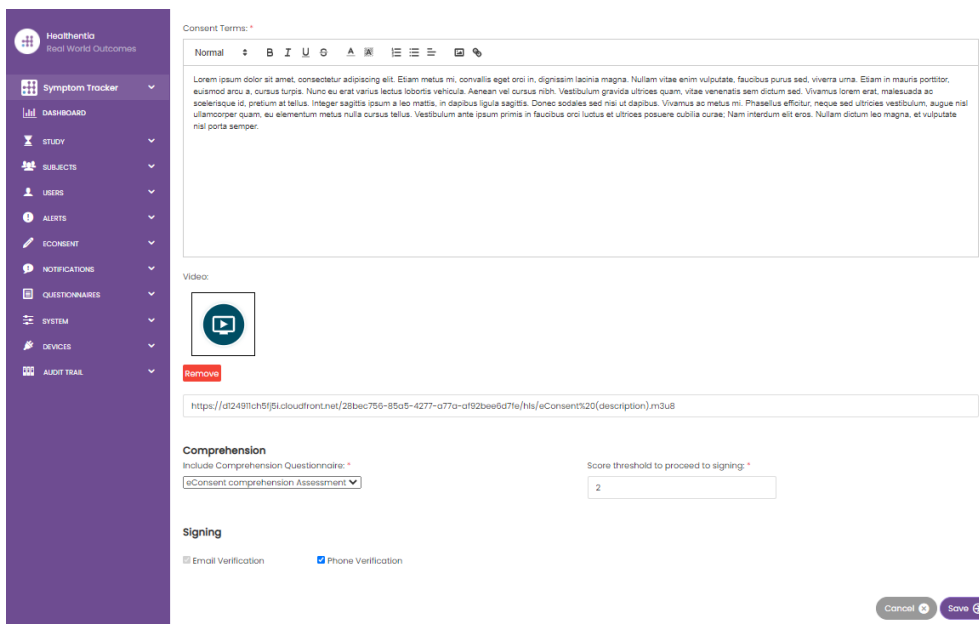 Healthentia
Real World Outcomes
Symptom Tracker
DASHBOARD
STUDY
SUBJECTS
USERS
ALERTS
ECONSENT
NOTIFICATIONS
QUESTIONNAIRES
SYSTEM
DEVICES
AUDIT TRAIL
Consent Terms: *
Normal B I U S A A
Lorem ipsum dolor sit amet, consectetur adipiscing elit. Etiam metus mi, convallis eget orci in, dignissim lacinia magna. Nullam vitae enim vulputate, faucibus purus sed, viverra urna. Etiam in mauris porttitor,
euismod arcu a, cursus turpis. Nunc eu erat varius lectus lobortis vehicula. Aenean vel cursus nibh. Vestibulum gravida ultrices quam, vitae venenatis sem dictum sed. Vivamus lorem erat, malesuada ac
scelerisque id, pretium at tellus. Integer sagittis ipsum a leo mattis, in dapibus ligula sagittis. Donec sodales sed nisi ut dapibus. Vivamus ac metus mi. Phasellus efficitur, neque sed ultricies vestibulum, augue nisl
ullamcorper quam, eu elementum metus nulla cursus tellus. Vestibulum ante ipsum primis in faucibus orci luctus et ultrices posuere cubilia curae; Nam interdum elit eros. Nullam dictum leo magna, et vulputate
nisl porta semper.
Video:
Remove
https://d124911ch5fj5i.cloudfront.net/28bec756-85a5-4277-a77a-af92bee6d7fe/hls/eConsent%20(description).m3u8
Comprehension
Include Comprehension Questionnaire: *
eConsent comprehension Assessment
Score threshold to proceed to signing: *
2
Signing
Email Verification
Phone Verification
Cancel
Save